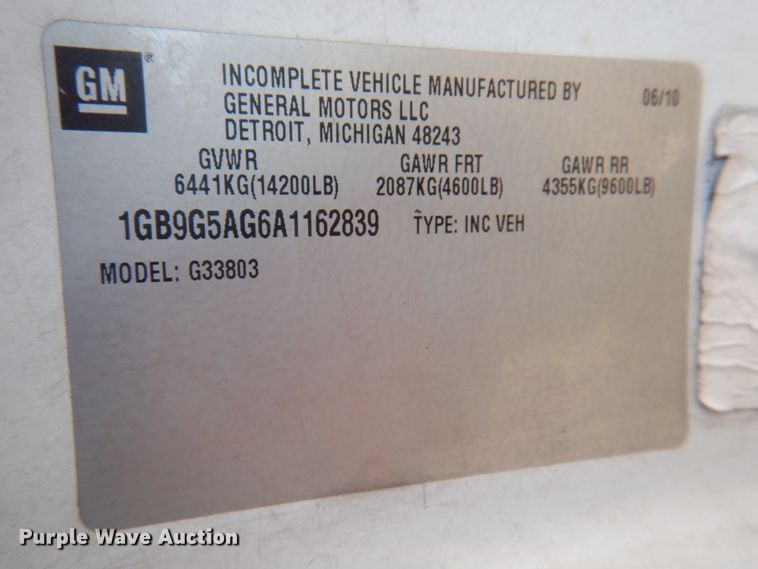 GM ®
INCOMPLETE VEHICLE MANUFACTURED BY 06/10
GENERAL MOTORS LLC
DETROIT, MICHIGAN 48243
GVWR GAWR FRT GAWR RR
6441KG(14200LB) 2087KG(4600LB) 4355KG(9600LB)
1GB9G5AG6A1162839 TYPE: INC VEH
MODEL: G33803
Purple Wave Auction